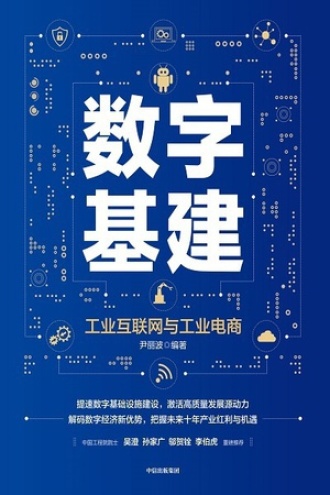 数字
基建
工业互联网与工业电商
尹丽波 编著
提速数字基础设施建设，激活高质量发展源动力
解码数字经济新优势，把握未来十年产业红利与机遇
中国工程院院士 吴澄 孙家广 邬贺铨 李伯虎 重磅推荐
中信出版集团